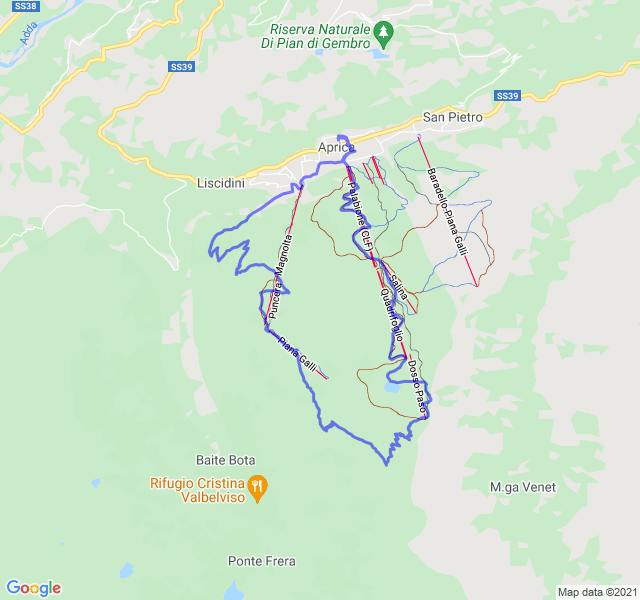 SS38
Adda
Riserva Naturale
Di Pian di Gembro
SS39
SS39
San Pietro
Aprica
Liscidini
Palabione (CLF)
Baradello-Piana Galli
Puncera - Magnolta
Salina
Quadrifoglio
Piana Galli
Dosso Paso
Baite Bota
Rifugio Cristina
Valbelviso
M.ga Venet
Ponte Frera
Google
Map data ©2021